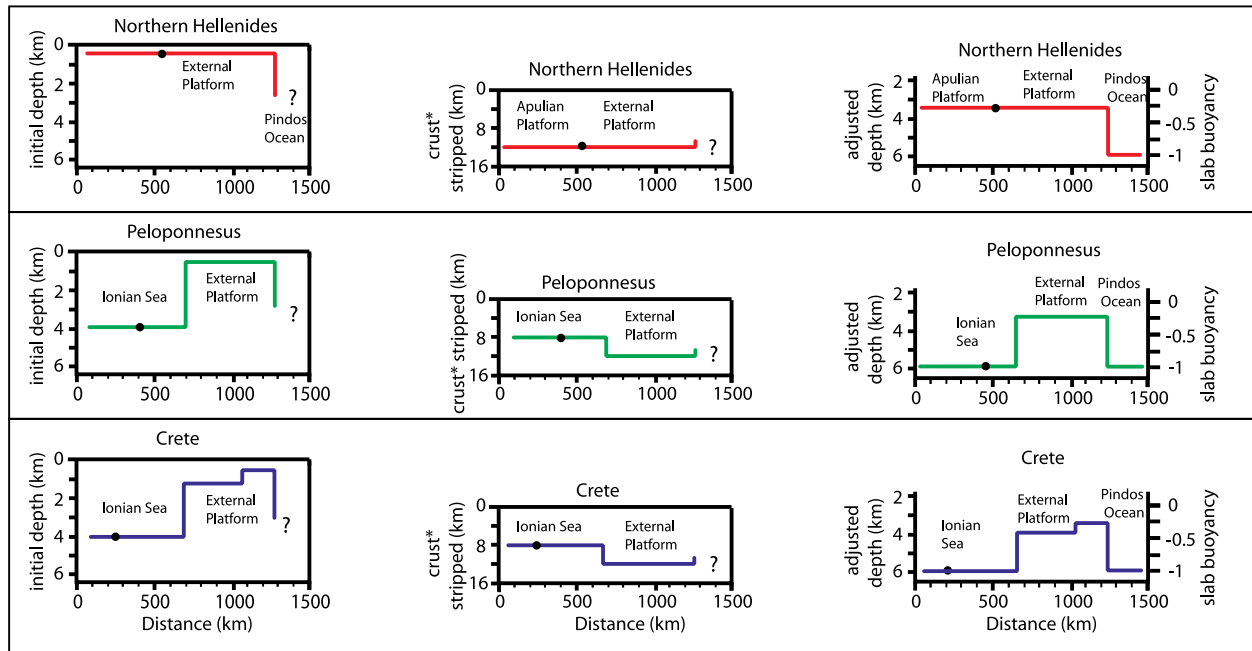 Northern Hellenides
initial depth (km)
0
2
4
6
External
Platform
?
Pindos
Ocean
0
500
1000
1500
Northern Hellenides
crust*
stripped (km)
0
8
16
Apulian
Platform
External
Platform
?
0
500
1000
1500
Northern Hellenides
adjusted
depth (km)
2
4
6
Apulian
Platform
External
Platform
Pindos
Ocean
0
-0.5
-1
slab buoyancy
0
500
1000
1500
Peloponnesus
initial depth (km)
0
2
4
6
Ionian Sea
External
Platform
?
0
500
1000
1500
Peloponnesus
crust* stripped (km)
0
8
16
Ionian Sea
External
Platform
?
0
500
1000
1500
Peloponnesus
adjusted
depth (km)
2
4
6
Ionian
Sea
External
Platform
Pindos
Ocean
0
-0.5
-1
slab buoyancy
0
500
1000
1500
Crete
initial depth (km)
0
2
4
6
Ionian Sea
External
Platform
?
0
500
1000
1500
Distance (km)
Crete
crust*
stripped (km)
0
8
16
Ionian Sea
External
Platform
?
0
500
1000
1500
Distance (km)
Crete
adjusted
depth (km)
2
4
6
Ionian
Sea
External
Platform
Pindos
Ocean
0
-0.5
-1
slab buoyancy
0
500
1000
1500
Distance (km)